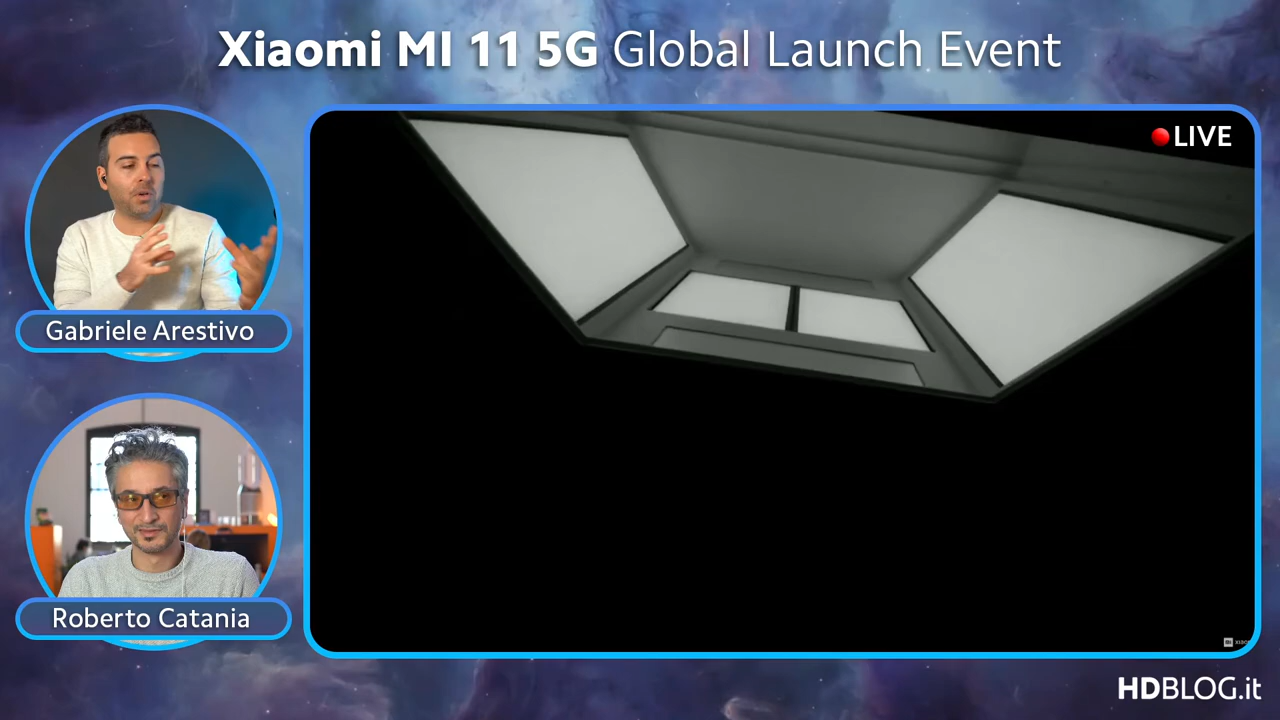 Xiaomi MI 11 5G Global Launch Event
LIVE
Gabriele Arestivo
Roberto Catania
HDBLOG.it